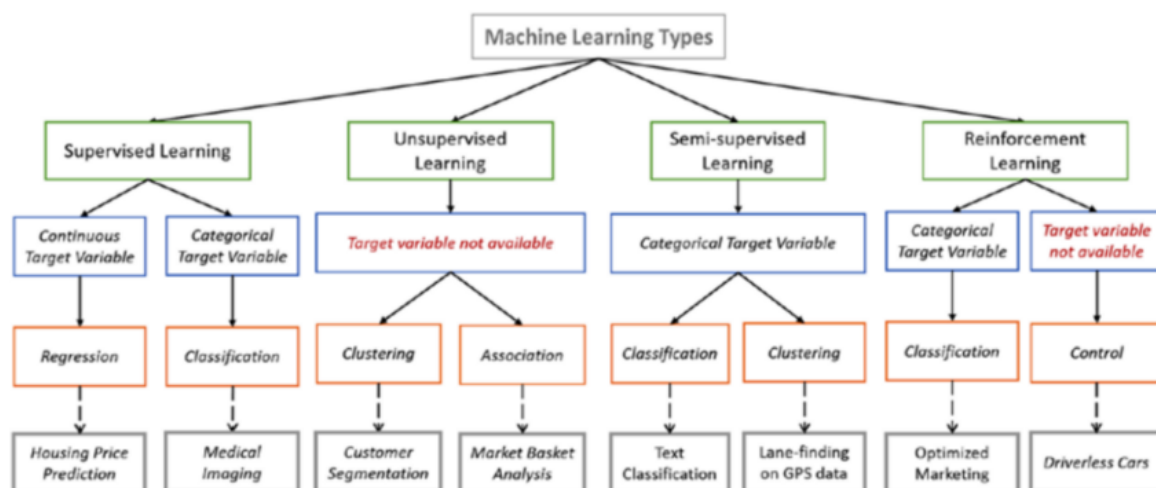 Machine Learning Types
Supervised Learning
Unsupervised
Learning
Semi-supervised
Learning
Reinforcement
Learning
Continuous
Target Variable
Categorical
Target Variable
Target variable not available
Categorical Target Variable
Categorical
Target Variable
Target variable
not available
Regression
Classification
Clustering
Association
Classification
Clustering
Classification
Control
Housing Price
Prediction
Medical
Imaging
Customer
Segmentation
Market Basket
Analysis
Text
Classification
Lane-finding
on GPS data
Optimized
Marketing
Driverless Cars